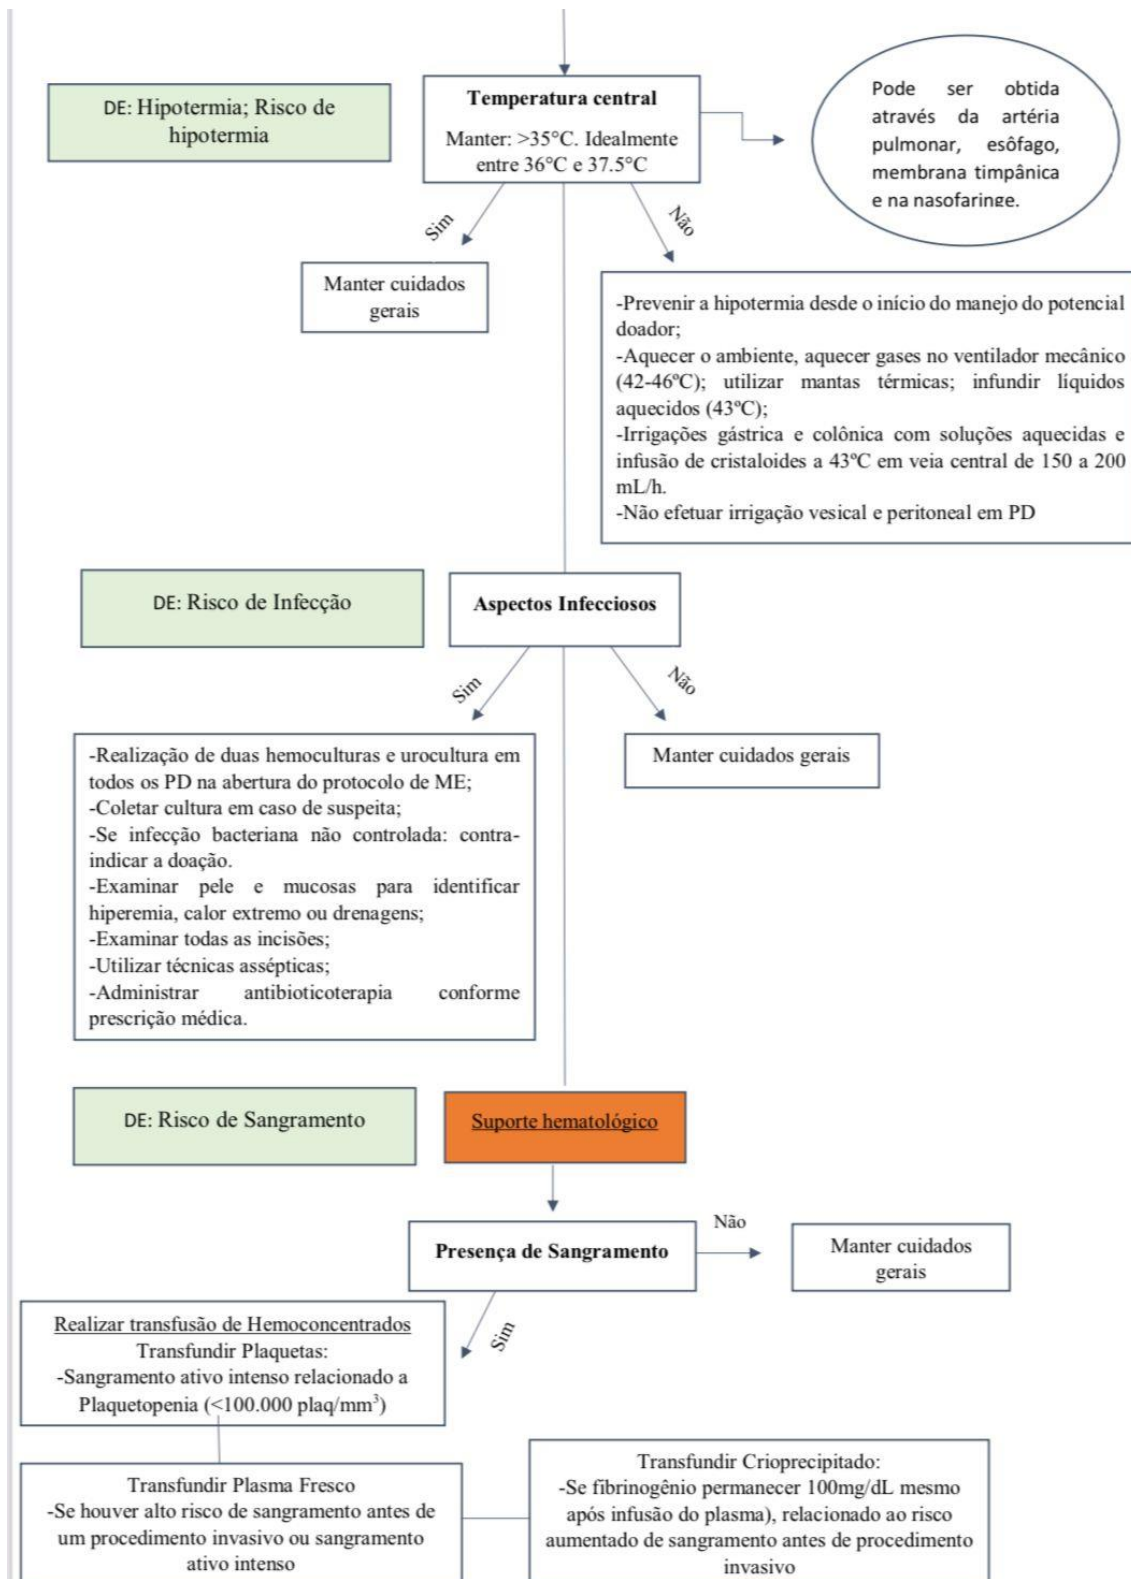 DE: Hipotermia; Risco de
hipotermia
Temperatura central
Manter: >35°C. Idealmente
entre 36°C e 37.5°C
Pode ser obtida
através da artéria
pulmonar, esôfago,
membrana timpânica
e na nasofaringe.
Sim
Não
Manter cuidados
gerais
-Prevenir a hipotermia desde o início do manejo do potencial
doador;
-Aquecer o ambiente, aquecer gases no ventilador mecânico
(42-46ºC); utilizar mantas térmicas; infundir líquidos
aquecidos (43ºC);
-Irrigações gástrica e colônica com soluções aquecidas e
infusão de cristaloides a 43ºC em veia central de 150 a 200
mL/h.
-Não efetuar irrigação vesical e peritoneal em PD
DE: Risco de Infecção
Aspectos Infecciosos
Sim
Não
-Realização de duas hemoculturas e urocultura em
todos os PD na abertura do protocolo de ME;
-Coletar cultura em caso de suspeita;
-Se infecção bacteriana não controlada: contra-
indicar a doação.
-Examinar pele e mucosas para identificar
hiperemia, calor extremo ou drenagens;
-Examinar todas as incisões;
-Utilizar técnicas assépticas;
-Administrar antibioticoterapia conforme
prescrição médica.
Manter cuidados gerais
DE: Risco de Sangramento
Suporte hematológico
Presença de Sangramento
Não
Manter cuidados
gerais
Sim
Realizar transfusão de Hemoconcentrados
Transfundir Plaquetas:
-Sangramento ativo intenso relacionado a
Plaquetopenia (<100.000 plaq/mm³)
Transfundir Plasma Fresco
-Se houver alto risco de sangramento antes de
um procedimento invasivo ou sangramento
ativo intenso
Transfundir Crioprecipitado:
-Se fibrinogênio permanecer 100mg/dL mesmo
após infusão do plasma), relacionado ao risco
aumentado de sangramento antes de procedimento
invasivo